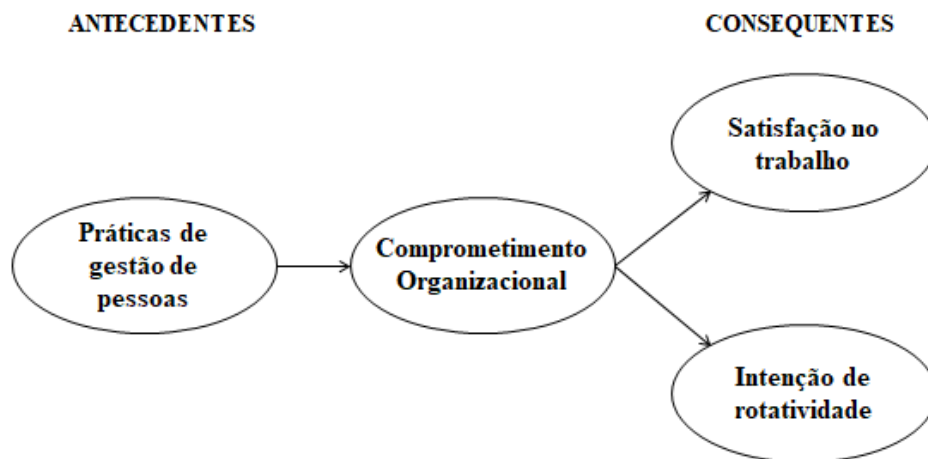 ANTECEDENTES
CONSEQUENTES
Satisfação no
trabalho
Práticas de
gestão de
pessoas
Comprometimento
Organizacional
Intenção de
rotatividade